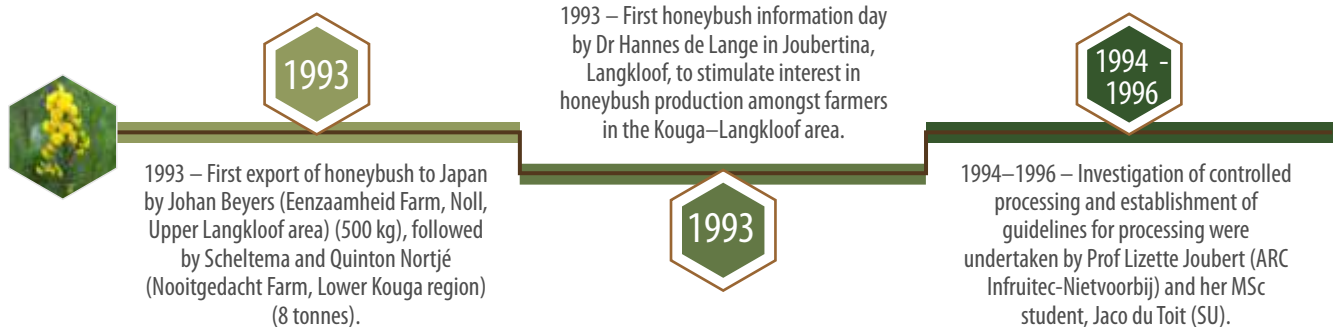 1993
1993 – First export of honeybush to Japan
by Johan Beyers (Eenzaamheid Farm, Noll,
Upper Langkloof area) (500 kg), followed
by Scheltema and Quinton Nortjé
(Nooitgedacht Farm, Lower Kouga region)
(8 tonnes).
1993 – First honeybush information day
by Dr Hannes de Lange in Joubertina,
Langkloof, to stimulate interest in
honeybush production amongst farmers
in the Kouga–Langkloof area.
1993
1994 -
1996
1994–1996 – Investigation of controlled
processing and establishment of
guidelines for processing were
undertaken by Prof Lizette Joubert (ARC
Infruitec-Nietvoorbij) and her MSc
student, Jaco du Toit (SU).